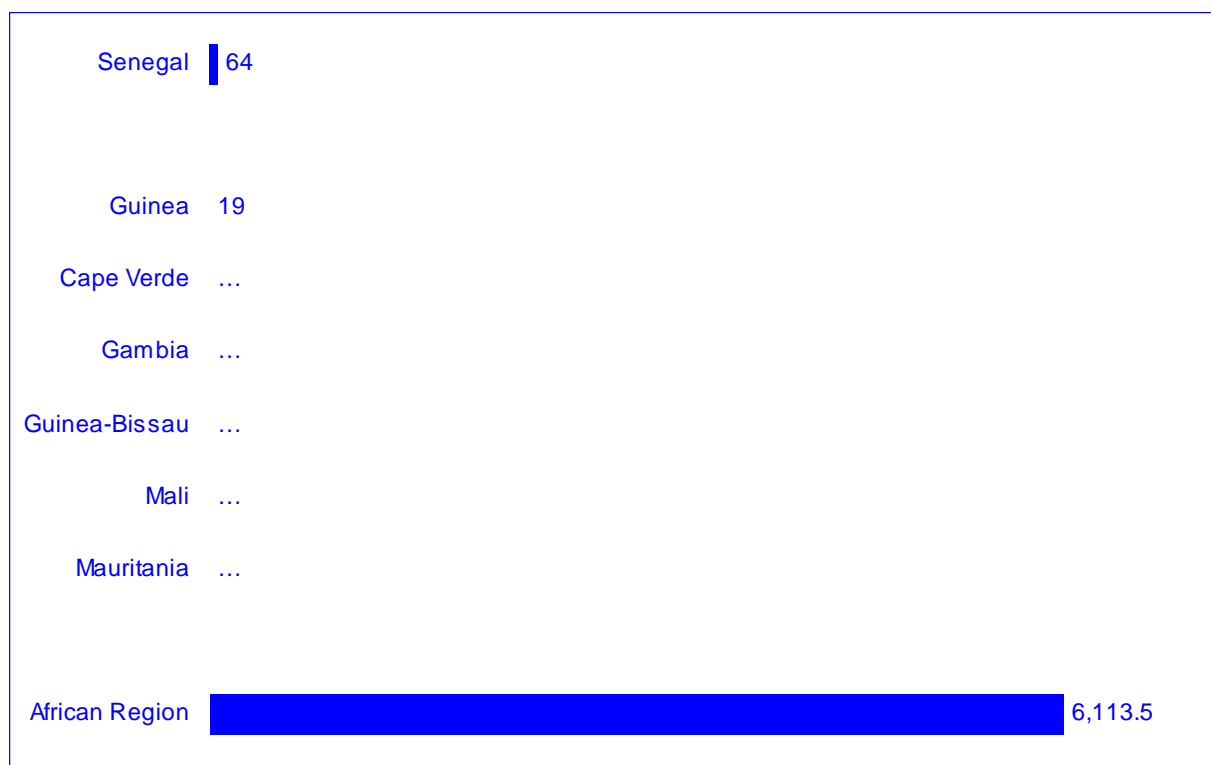 Senegal 64
Guinea 19
Cape Verde …
Gambia …
Guinea-Bissau …
Mali …
Mauritania …
African Region 6,113.5